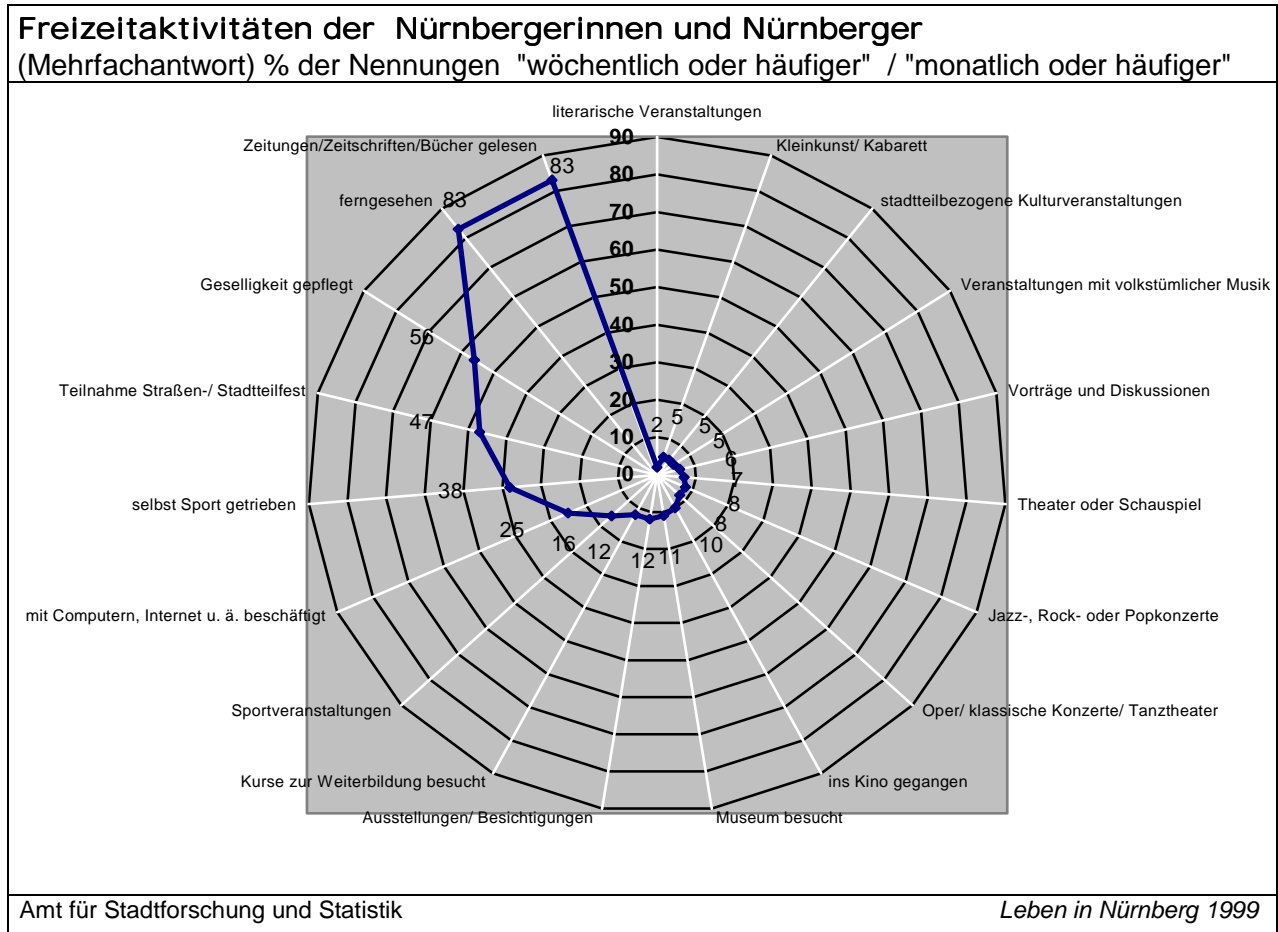 Freizeitaktivitäten der Nürnbergerinnen und Nürnberger
(Mehrfachantwort) % der Nennungen "wöchentlich oder häufiger" / "monatlich oder häufiger"
literarische Veranstaltungen
Kleinkunst/ Kabarett
stadtteilbezogene Kulturveranstaltungen
Veranstaltungen mit volkstümlicher Musik
Vorträge und Diskussionen
Theater oder Schauspiel
Jazz-, Rock- oder Popkonzerte
Oper/ klassische Konzerte/ Tanztheater
ins Kino gegangen
Museum besucht
Ausstellungen/ Besichtigungen
Kurse zur Weiterbildung besucht
Sportveranstaltungen
mit Computern, Internet u. ä. beschäftigt
selbst Sport getrieben
Teilnahme Straßen-/ Stadtteilfest
Geselligkeit gepflegt
ferngesehen
Zeitungen/Zeitschriften/Bücher gelesen
90
80
70
60
50
40
30
20
10
0
2
5
5
5
6
7
8
8
10
11
12
12
16
25
38
47
56
83
83
Amt für Stadtforschung und Statistik
Leben in Nürnberg 1999